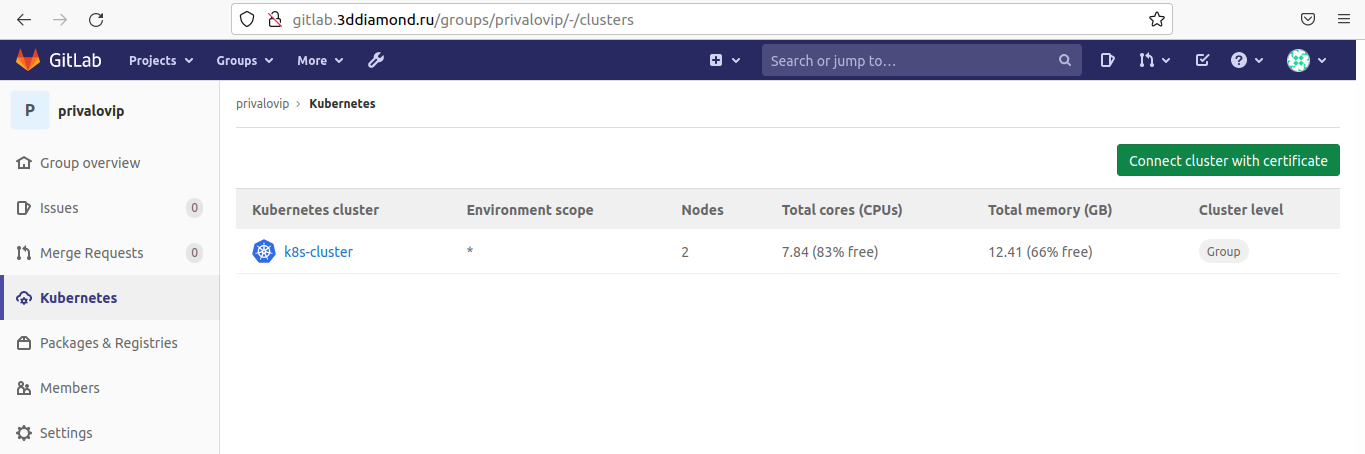 gitlab.3ddiamond.ru/groups/privalovip/-/clusters
GitLab Projects Groups More Search or jump to…
P privalovip
privalovip › Kubernetes
Group overview
Connect cluster with certificate
Issues 0
Kubernetes cluster Environment scope Nodes Total cores (CPUs) Total memory (GB) Cluster level
Merge Requests 0
k8s-cluster * 2 7.84 (83% free) 12.41 (66% free) Group
Kubernetes
Packages & Registries
Members
Settings